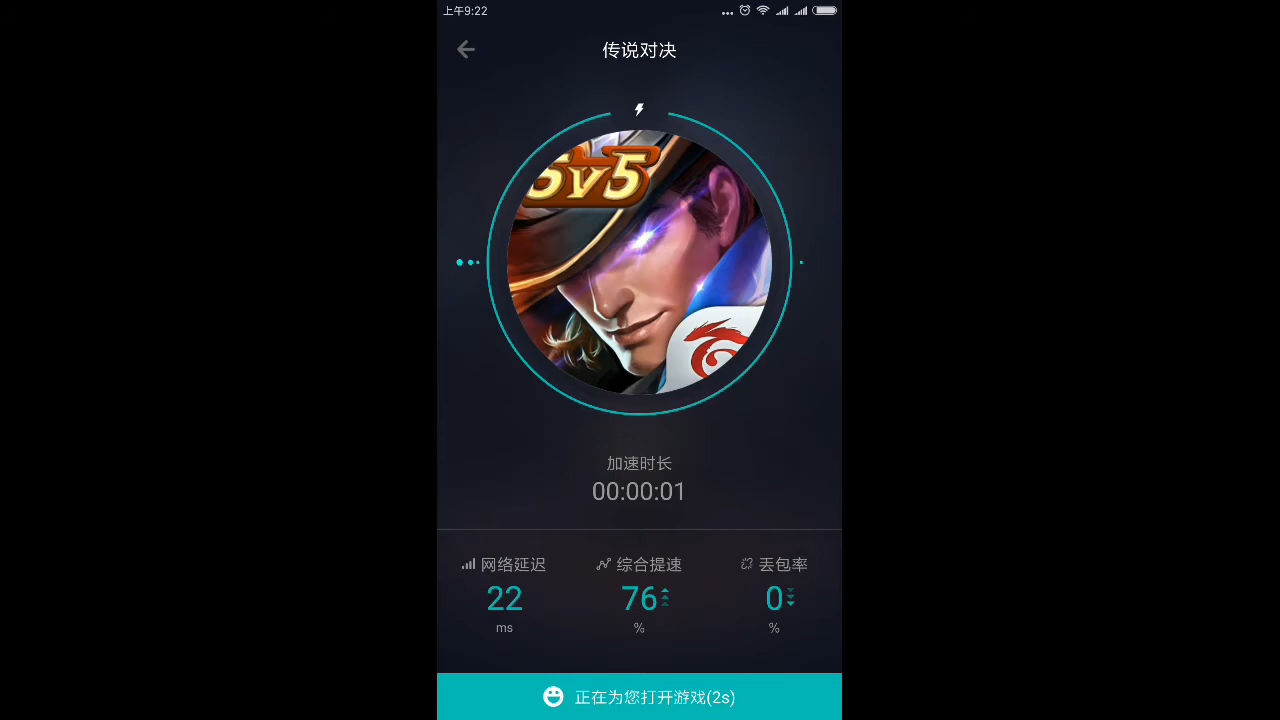 上午9:22
传说对决
5v5
加速时长
00:00:01
网络延迟
综合提速
丢包率
22
76
0
ms
%
%
正在为您打开游戏(2s)